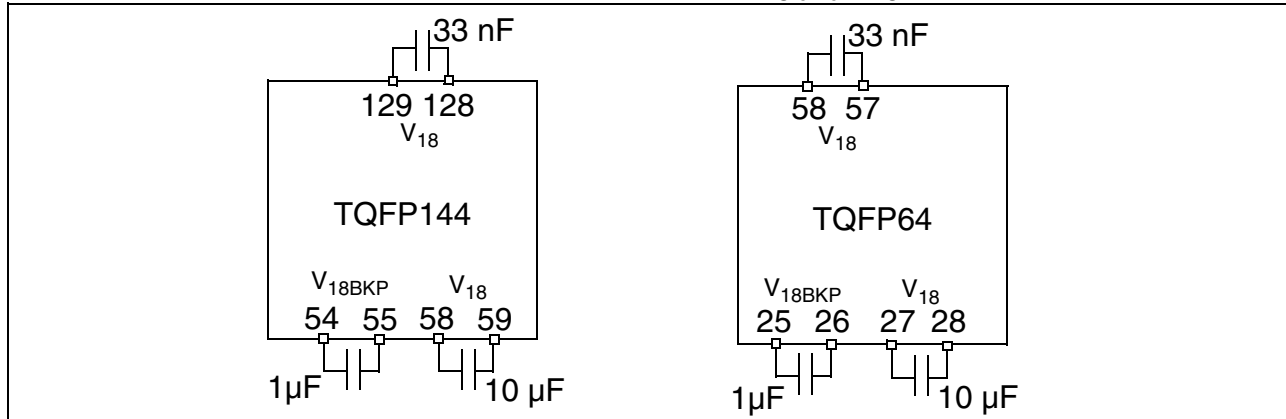 33 nF
129 128
V18
TQFP144
V18BKP V18
54 55 58 59
1µF 10 µF
33 nF
58 57
V18
TQFP64
V18BKP V18
25 26 27 28
1µF 10 µF